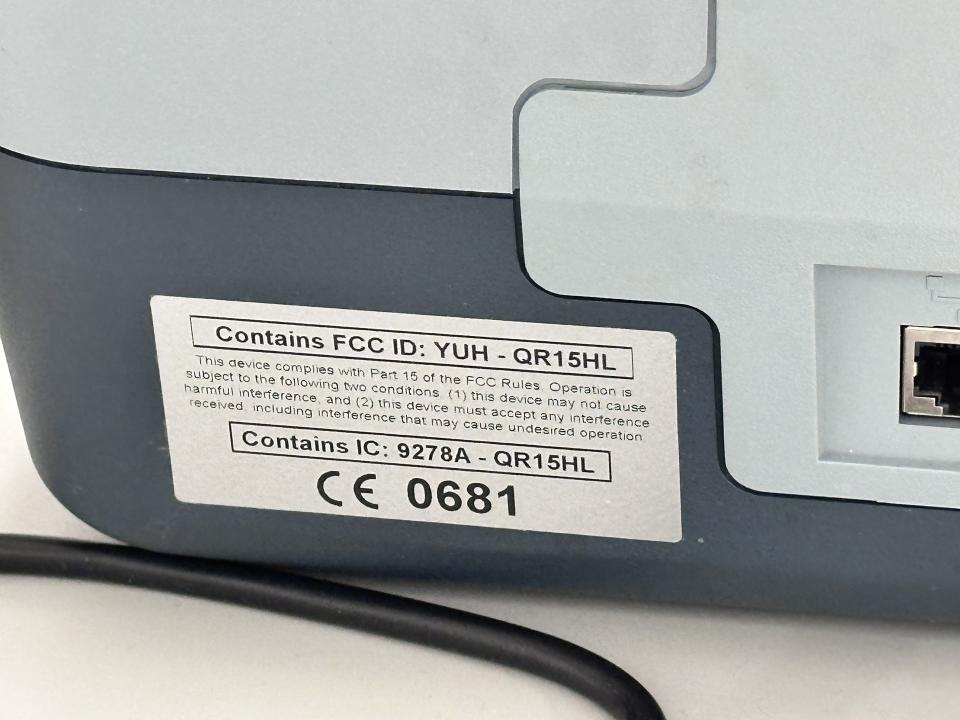 Contains FCC ID: YUH - QR15HL
This device complies with Part 15 of the FCC Rules. Operation is
subject to the following two conditions. (1) this device may not cause
harmful interference, and (2) this device must accept any interference
received, including interference that may cause undesired operation.
Contains IC: 9278A - QR15HL
CE 0681